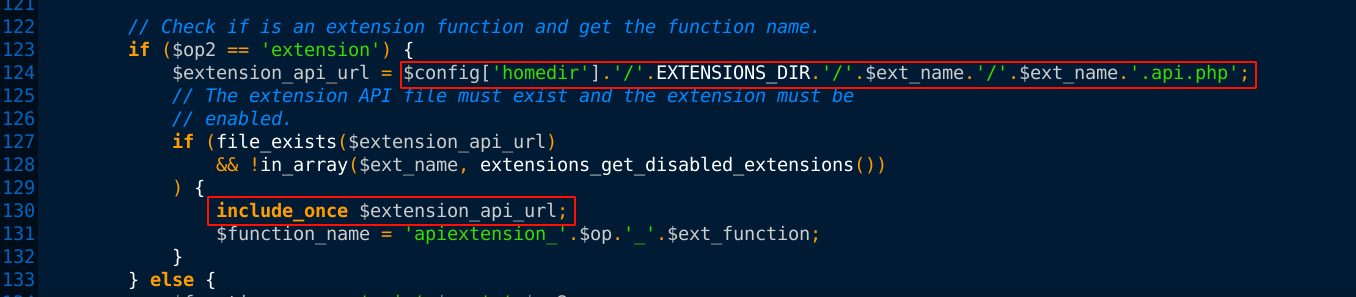 121
122 // Check if is an extension function and get the function name.
123 if ($op2 == 'extension') {
124 $extension_api_url = $config['homedir'].'/'.EXTENSIONS_DIR.'/'.$ext_name.'/'.$ext_name.'.api.php';
125 // The extension API file must exist and the extension must be
126 // enabled.
127 if (file_exists($extension_api_url)
128 && !in_array($ext_name, extensions_get_disabled_extensions())
129 ) {
130 include_once $extension_api_url;
131 $function_name = 'apiextension_'.$op.'_'.$ext_function;
132 }
133 } else {